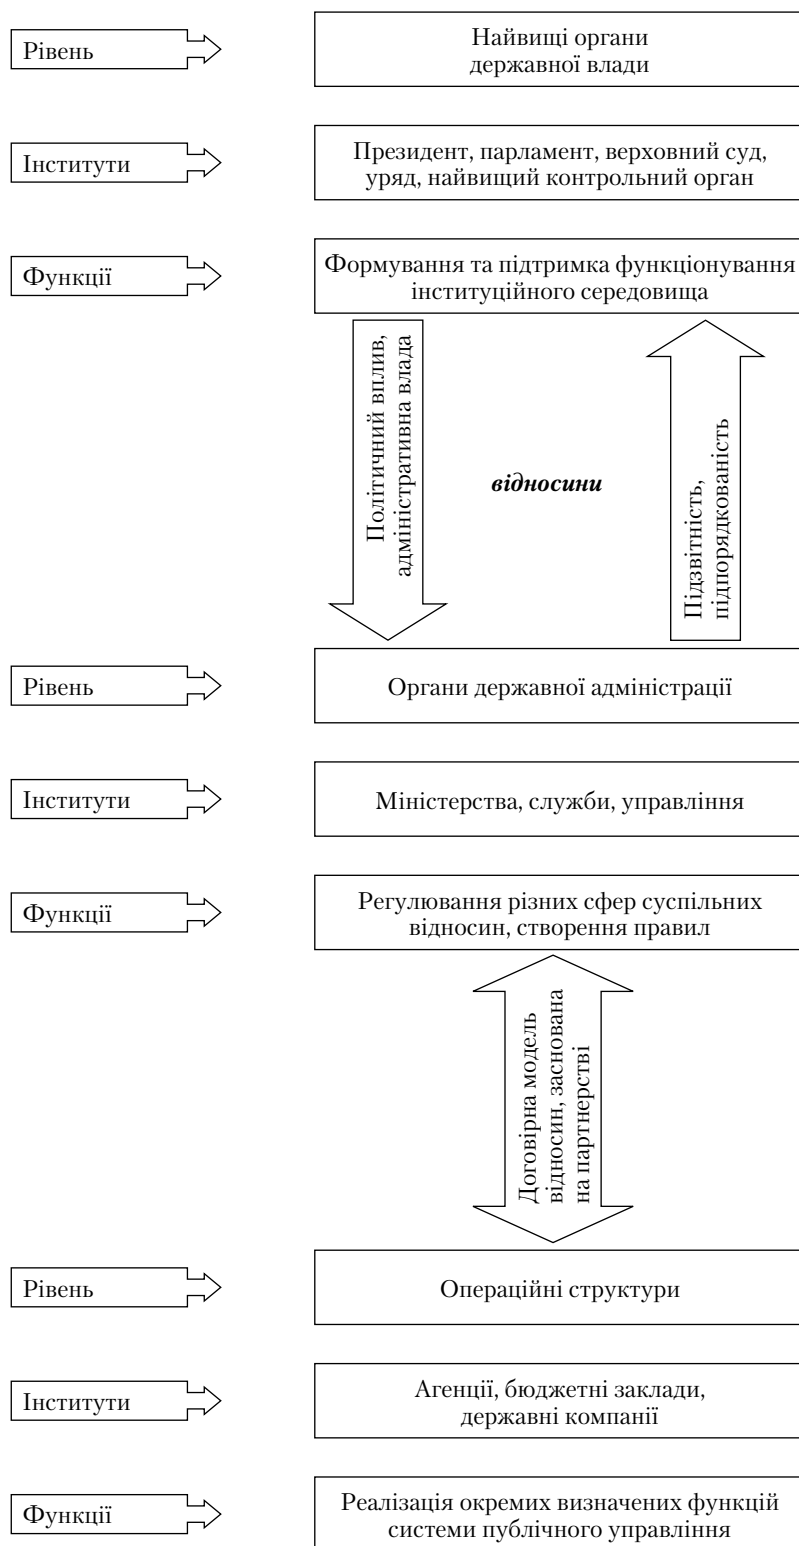 Рівень
Найвищі органи
державної влади
Інститути
Президент, парламент, верховний суд,
уряд, найвищий контрольний орган
Функції
Формування та підтримка функціонування
інституційного середовища
Політичний вплив,
адміністративна влада
відносини
Підзвітність,
підпорядкованість
Рівень
Органи державної адміністрації
Інститути
Міністерства, служби, управління
Функції
Регулювання різних сфер суспільних
відносин, створення правил
Договірна модель
відносин, заснована
на партнерстві
Рівень
Операційні структури
Інститути
Агенції, бюджетні заклади,
державні компанії
Функції
Реалізація окремих визначених функцій
системи публічного управління